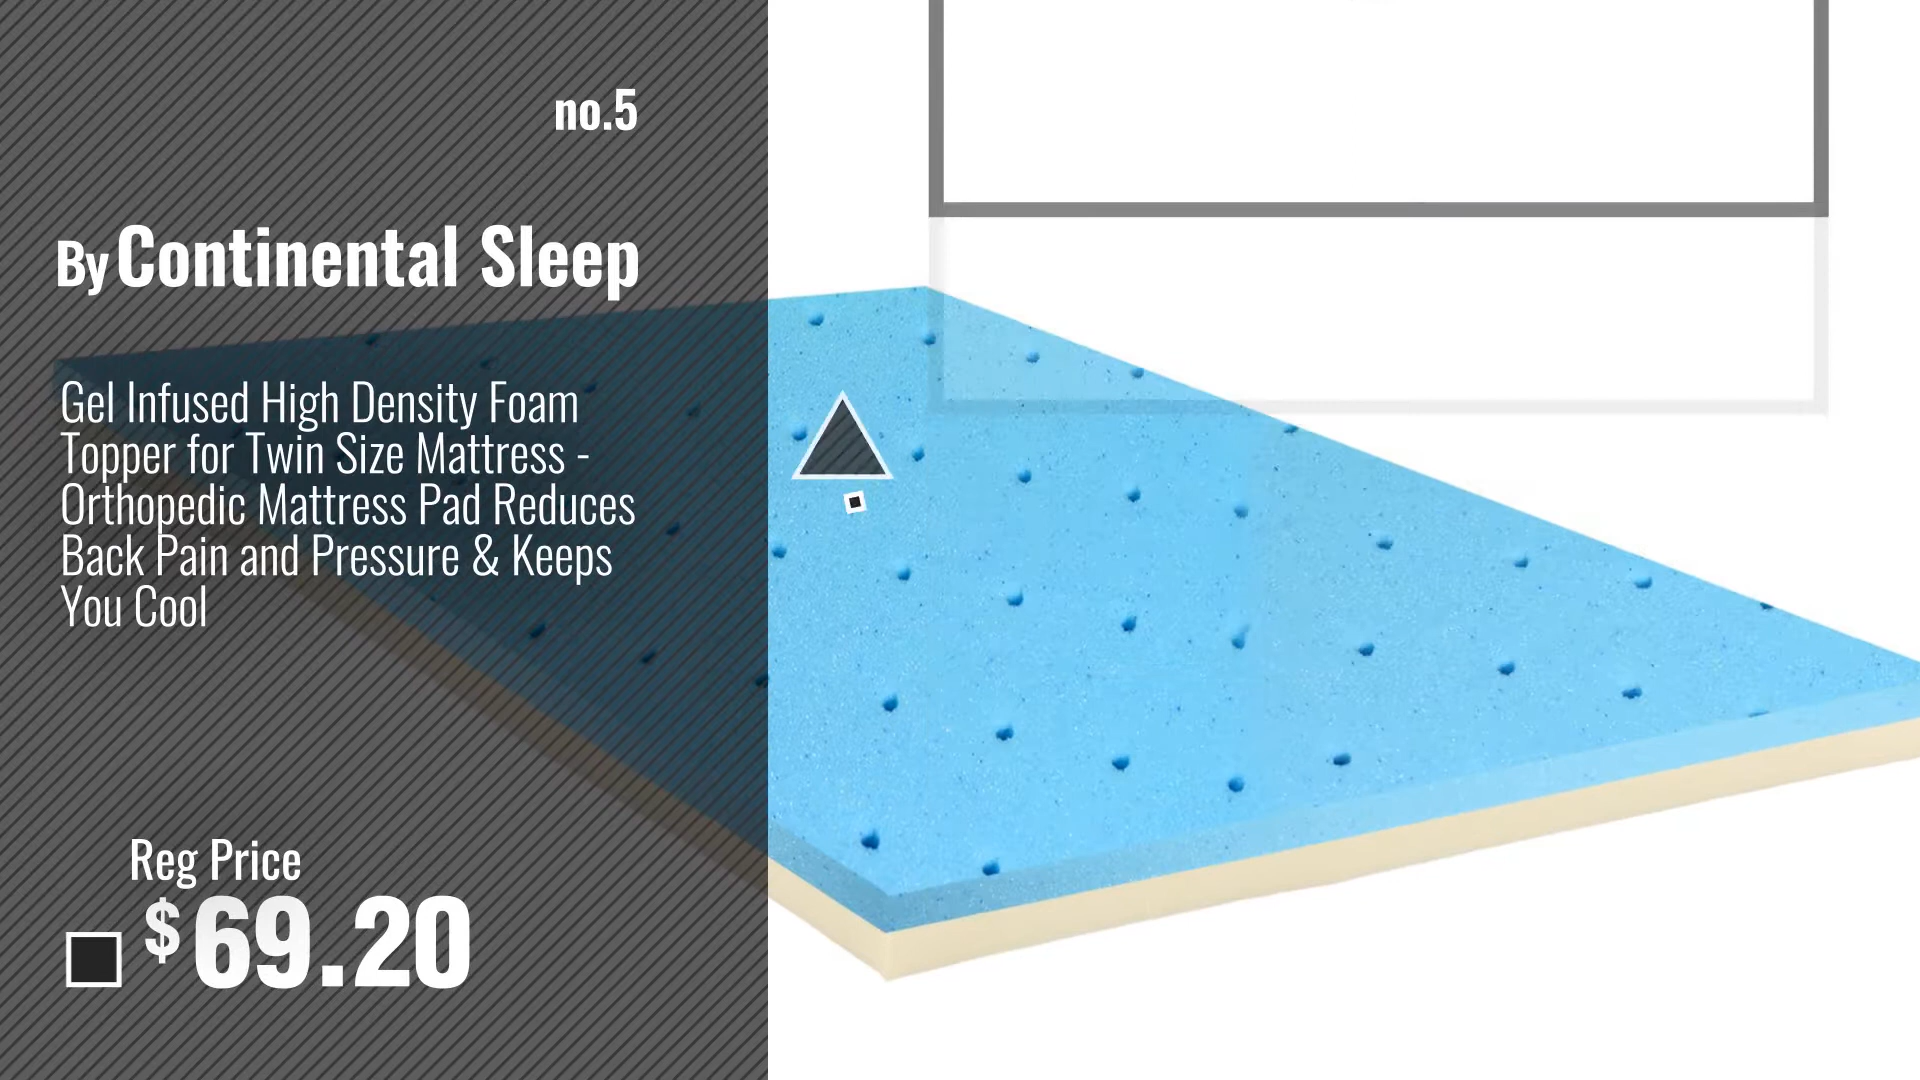 no.5
By Continental Sleep
Gel Infused High Density Foam
Topper for Twin Size Mattress -
Orthopedic Mattress Pad Reduces
Back Pain and Pressure & Keeps
You Cool
Reg Price
$69.20